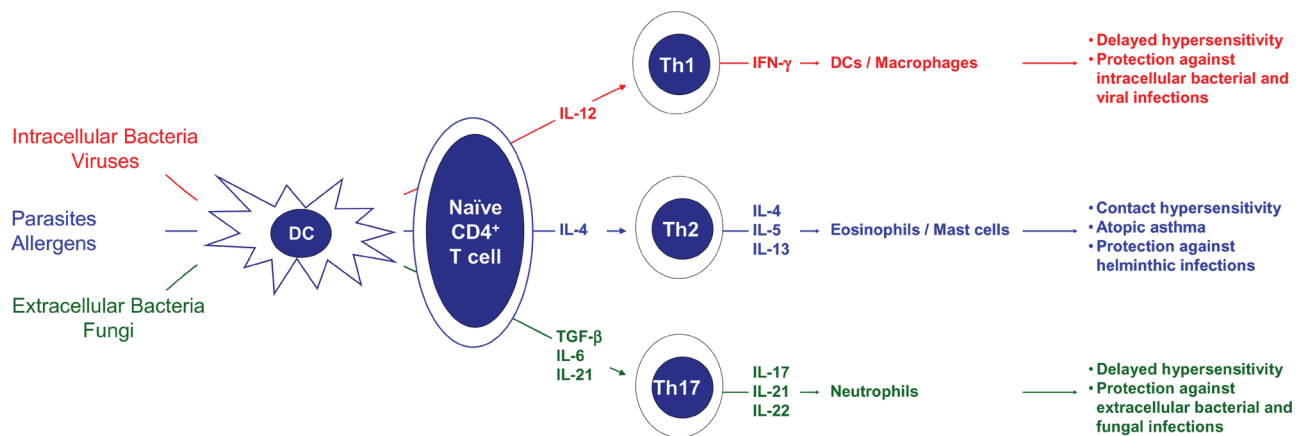 Intracellular Bacteria
Viruses
Parasites
Allergens
Extracellular Bacteria
Fungi
DC
Naïve
CD4⁺
T cell
IL-12
Th1
IFN-γ
DCs / Macrophages
• Delayed hypersensitivity
• Protection against
intracellular bacterial and
viral infections
IL-4
Th2
IL-4
IL-5
IL-13
Eosinophils / Mast cells
• Contact hypersensitivity
• Atopic asthma
• Protection against
helminthic infections
TGF-β
IL-6
IL-21
Th17
IL-17
IL-21
IL-22
Neutrophils
• Delayed hypersensitivity
• Protection against
extracellular bacterial and
fungal infections